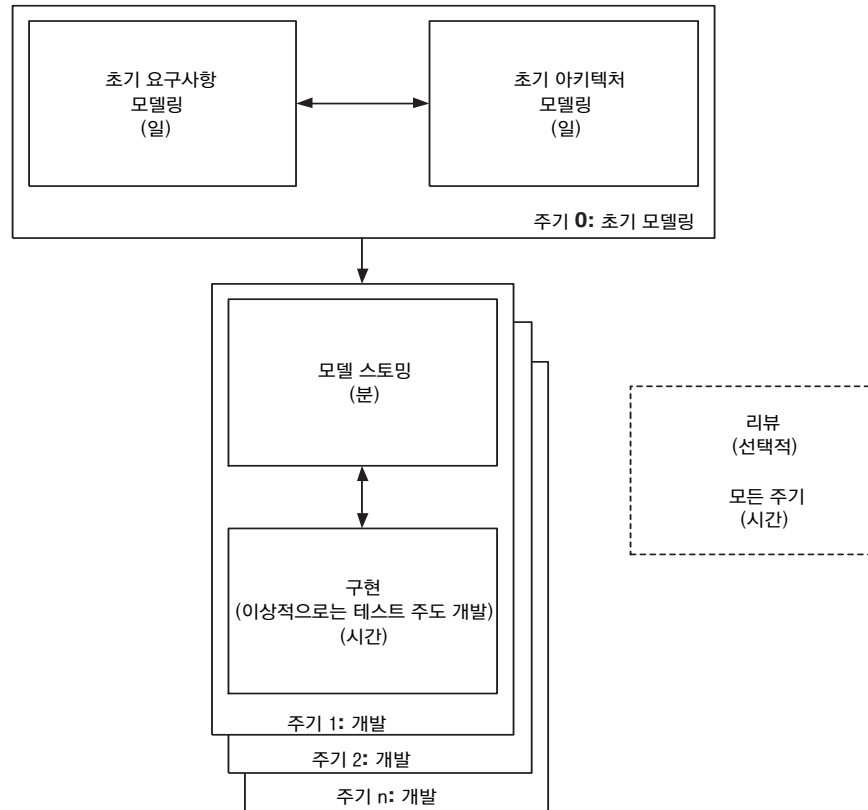 초기 요구사항
모델링
(일)
초기 아키텍처
모델링
(일)
주기 0: 초기 모델링
모델 스토밍
(분)
리뷰
(선택적)
모든 주기
(시간)
구현
(이상적으로는 테스트 주도 개발)
(시간)
주기 1: 개발
주기 2: 개발
주기 n: 개발